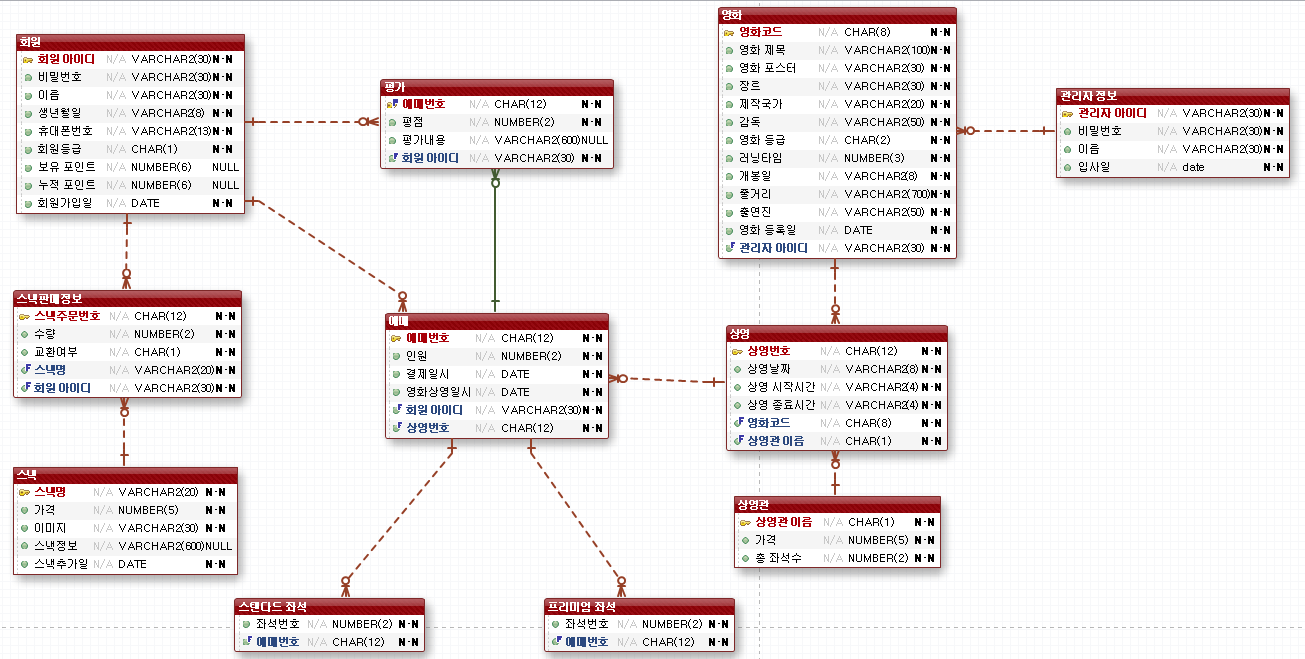 회원
회원 아이디 N/A VARCHAR2(30) N-N
비밀번호 N/A VARCHAR2(30) N-N
이름 N/A VARCHAR2(30) N-N
생년월일 N/A VARCHAR2(8) N-N
휴대폰번호 N/A VARCHAR2(13) N-N
회원등급 N/A CHAR(1) N-N
보유 포인트 N/A NUMBER(6) NULL
누적 포인트 N/A NUMBER(6) NULL
회원가입일 N/A DATE N-N
평가
예매번호 N/A CHAR(12) N-N
평점 N/A NUMBER(2) N-N
평가내용 N/A VARCHAR2(600) NULL
회원 아이디 N/A VARCHAR2(30) N-N
영화
영화코드 N/A CHAR(8) N-N
영화 제목 N/A VARCHAR2(100) N-N
영화 포스터 N/A VARCHAR2(30) N-N
장르 N/A VARCHAR2(30) N-N
제작국가 N/A VARCHAR2(20) N-N
감독 N/A VARCHAR2(50) N-N
영화 등급 N/A CHAR(2) N-N
러닝타임 N/A NUMBER(3) N-N
개봉일 N/A VARCHAR2(8) N-N
줄거리 N/A VARCHAR2(700) N-N
출연진 N/A VARCHAR2(50) N-N
영화 등록일 N/A DATE N-N
관리자 아이디 N/A VARCHAR2(30) N-N
관리자 정보
관리자 아이디 N/A VARCHAR2(30) N-N
비밀번호 N/A VARCHAR2(30) N-N
이름 N/A VARCHAR2(30) N-N
입사일 N/A date N-N
스낵판매정보
스낵주문번호 N/A CHAR(12) N-N
수량 N/A NUMBER(2) N-N
교환여부 N/A CHAR(1) N-N
스낵명 N/A VARCHAR2(20) N-N
회원 아이디 N/A VARCHAR2(30) N-N
예매
예매번호 N/A CHAR(12) N-N
인원 N/A NUMBER(2) N-N
결제일시 N/A DATE N-N
영화상영일시 N/A DATE N-N
회원 아이디 N/A VARCHAR2(30) N-N
상영번호 N/A CHAR(12) N-N
상영
상영번호 N/A CHAR(12) N-N
상영날짜 N/A VARCHAR2(8) N-N
상영 시작시간 N/A VARCHAR2(4) N-N
상영 종료시간 N/A VARCHAR2(4) N-N
영화코드 N/A CHAR(8) N-N
상영관 이름 N/A CHAR(1) N-N
스낵
스낵명 N/A VARCHAR2(20) N-N
가격 N/A NUMBER(5) N-N
이미지 N/A VARCHAR2(30) N-N
스낵정보 N/A VARCHAR2(600) NULL
스낵추가일 N/A DATE N-N
상영관
상영관 이름 N/A CHAR(1) N-N
가격 N/A NUMBER(5) N-N
총 좌석수 N/A NUMBER(2) N-N
스탠다드 좌석
좌석번호 N/A NUMBER(2) N-N
예매번호 N/A CHAR(12) N-N
프리미엄 좌석
좌석번호 N/A NUMBER(2) N-N
예매번호 N/A CHAR(12) N-N